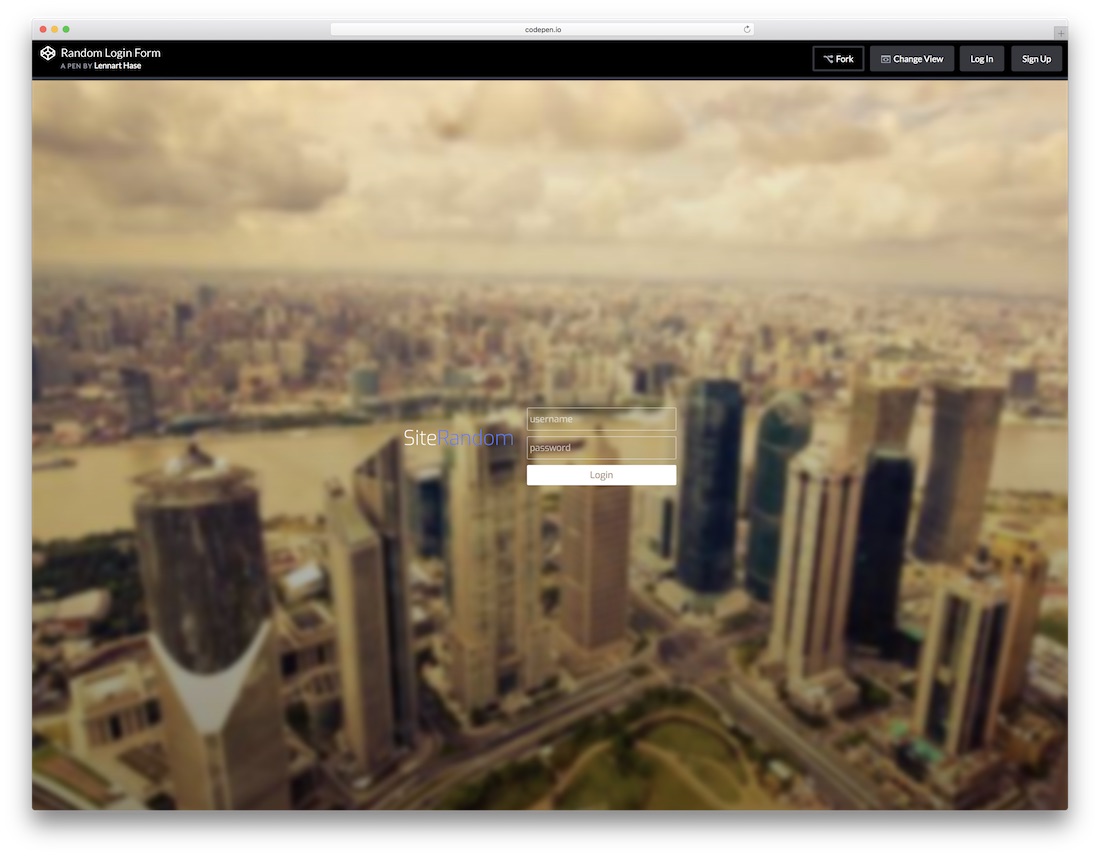 codepen.io
Random Login Form
A PEN BY Lennart Hase
Fork
Change View
Log In
Sign Up
username
SiteRandom
password
Login